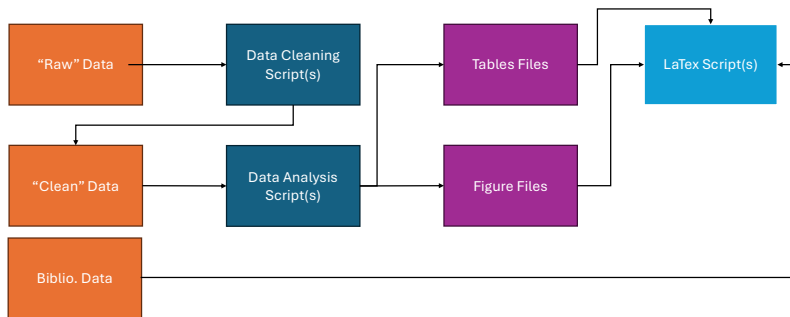 “Raw” Data
Data Cleaning
Script(s)
Tables Files
LaTex Script(s)
“Clean” Data
Data Analysis
Script(s)
Figure Files
Biblio. Data